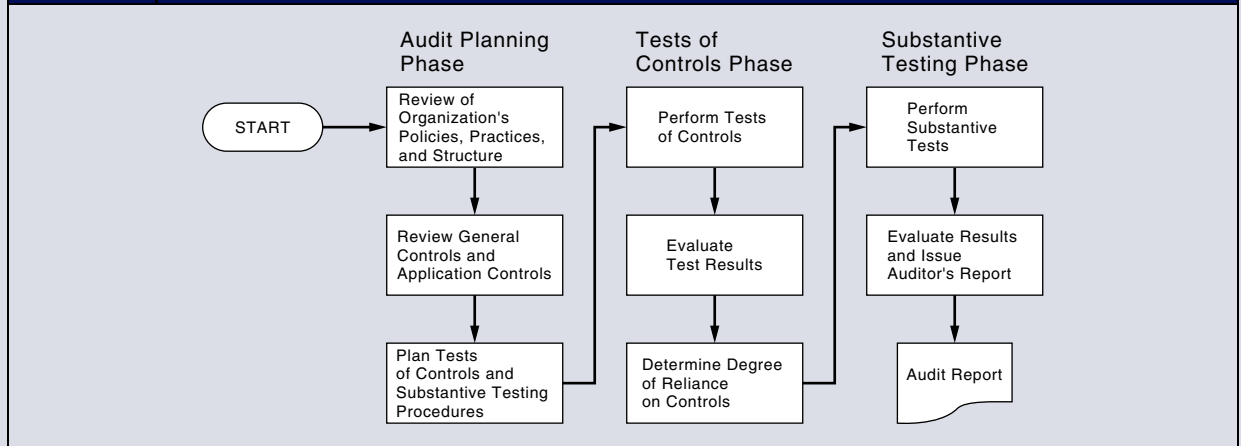 Audit Planning
Phase
Tests of
Controls Phase
Substantive
Testing Phase
START
Review of
Organization's
Policies, Practices,
and Structure
Review General
Controls and
Application Controls
Plan Tests
of Controls and
Substantive Testing
Procedures
Perform Tests
of Controls
Evaluate
Test Results
Determine Degree
of Reliance
on Controls
Perform
Substantive
Tests
Evaluate Results
and Issue
Auditor's Report
Audit Report